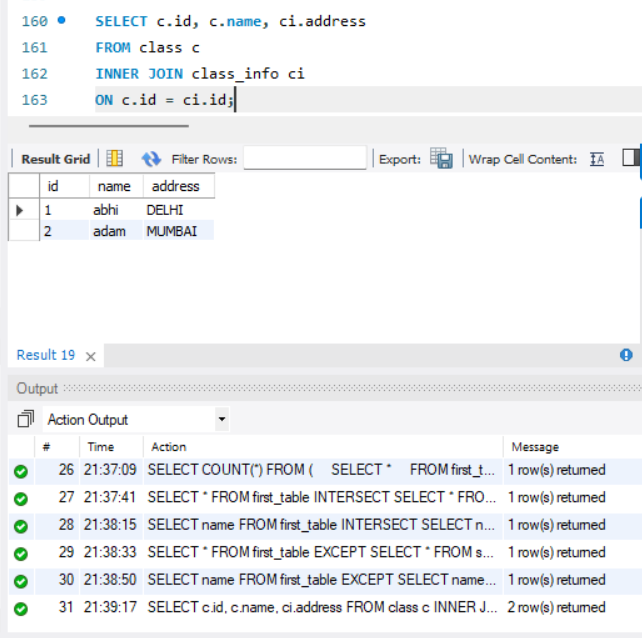 160 SELECT c.id, c.name, ci.address
161 FROM class c
162 INNER JOIN class_info ci
163 ON c.id = ci.id;
Result Grid Filter Rows: Export: Wrap Cell Content: IA
id name address
1 abhi DELHI
2 adam MUMBAI
Result 19 ×
Output
Action Output
# Time Action Message
26 21:37:09 SELECT COUNT(*) FROM ( SELECT * FROM first_t... 1 row(s) returned
27 21:37:41 SELECT * FROM first_table INTERSECT SELECT * FRO... 1 row(s) returned
28 21:38:15 SELECT name FROM first_table INTERSECT SELECT n... 1 row(s) returned
29 21:38:33 SELECT * FROM first_table EXCEPT SELECT * FROM s... 1 row(s) returned
30 21:38:50 SELECT name FROM first_table EXCEPT SELECT name... 1 row(s) returned
31 21:39:17 SELECT c.id, c.name, ci.address FROM class c INNER J... 2 row(s) returned